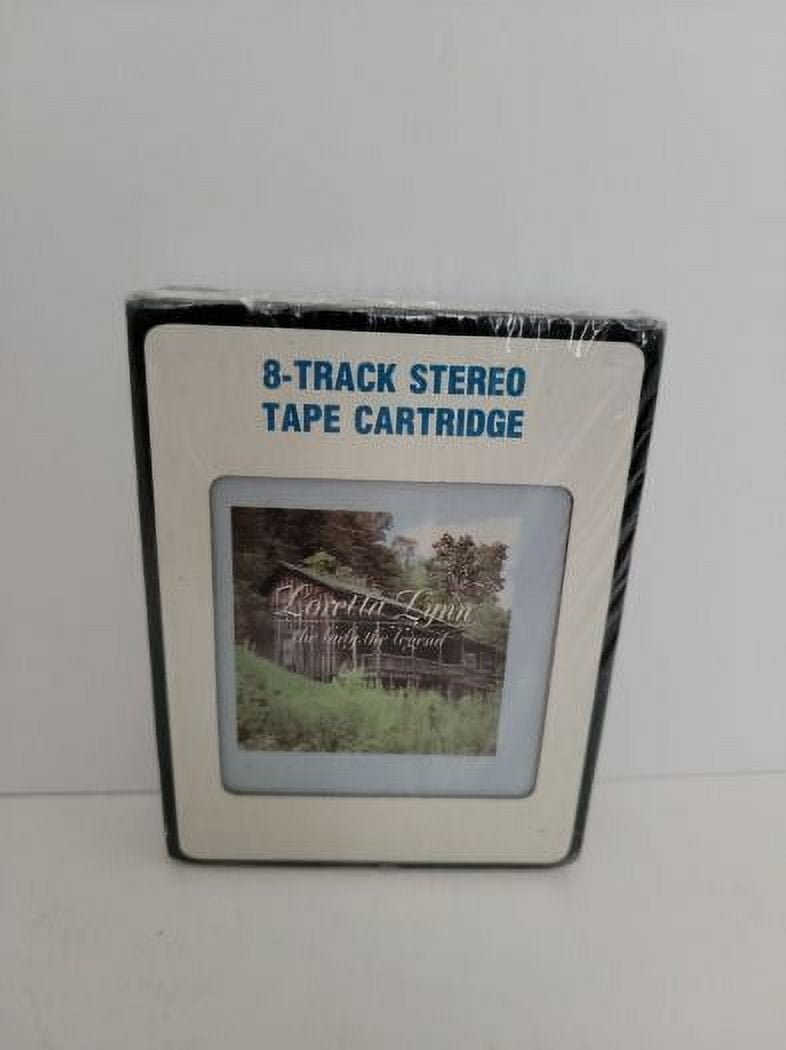 8-TRACK STEREO
TAPE CARTRIDGE
Loretta Lynn
the lady.the legend